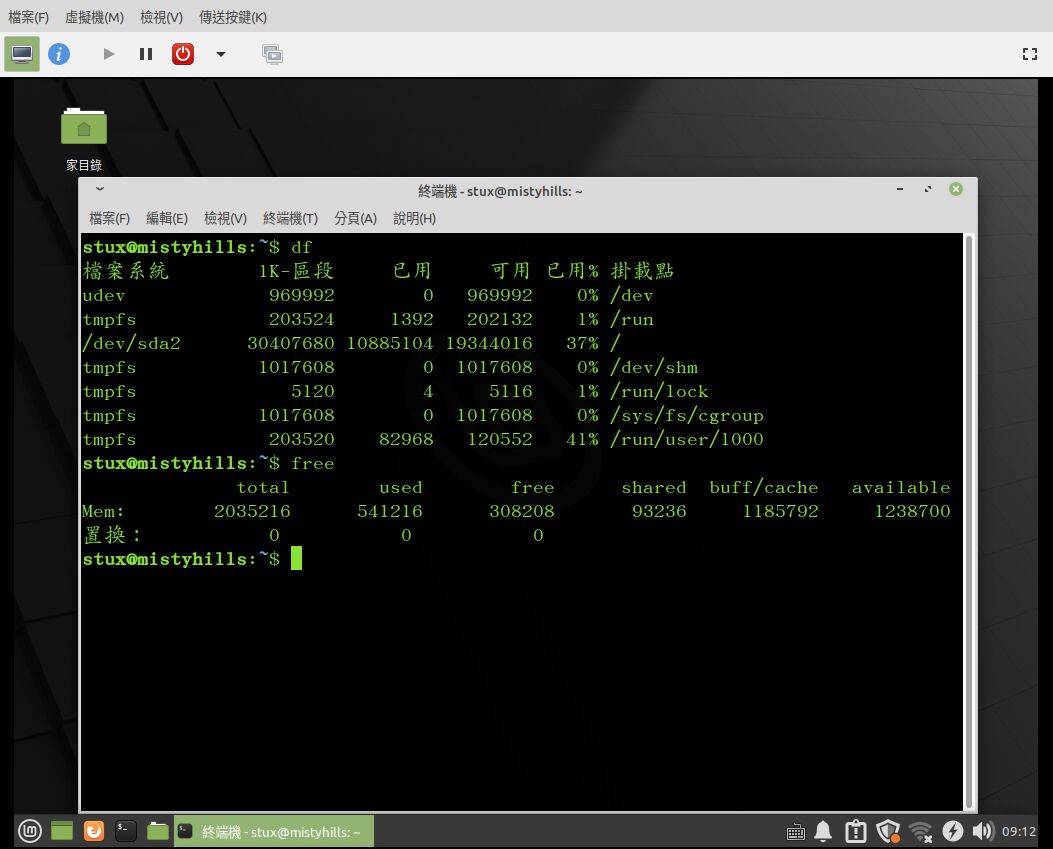 檔案(F) 虛擬機(M) 檢視(V) 傳送按鍵(K)
家目錄
終端機 - stux@mistyhills: ~
檔案(F) 編輯(E) 檢視(V) 終端機(T) 分頁(A) 說明(H)
stux@mistyhills:~$ df
檔案系統 1K-區段 已用 可用 已用% 掛載點
udev 969992 0 969992 0% /dev
tmpfs 203524 1392 202132 1% /run
/dev/sda2 30407680 10885104 19344016 37% /
tmpfs 1017608 0 1017608 0% /dev/shm
tmpfs 5120 4 5116 1% /run/lock
tmpfs 1017608 0 1017608 0% /sys/fs/cgroup
tmpfs 203520 82968 120552 41% /run/user/1000
stux@mistyhills:~$ free
total used free shared buff/cache available
Mem: 2035216 541216 308208 93236 1185792 1238700
置換： 0 0 0
stux@mistyhills:~$
終端機 - stux@mistyhills: ~ 09:12